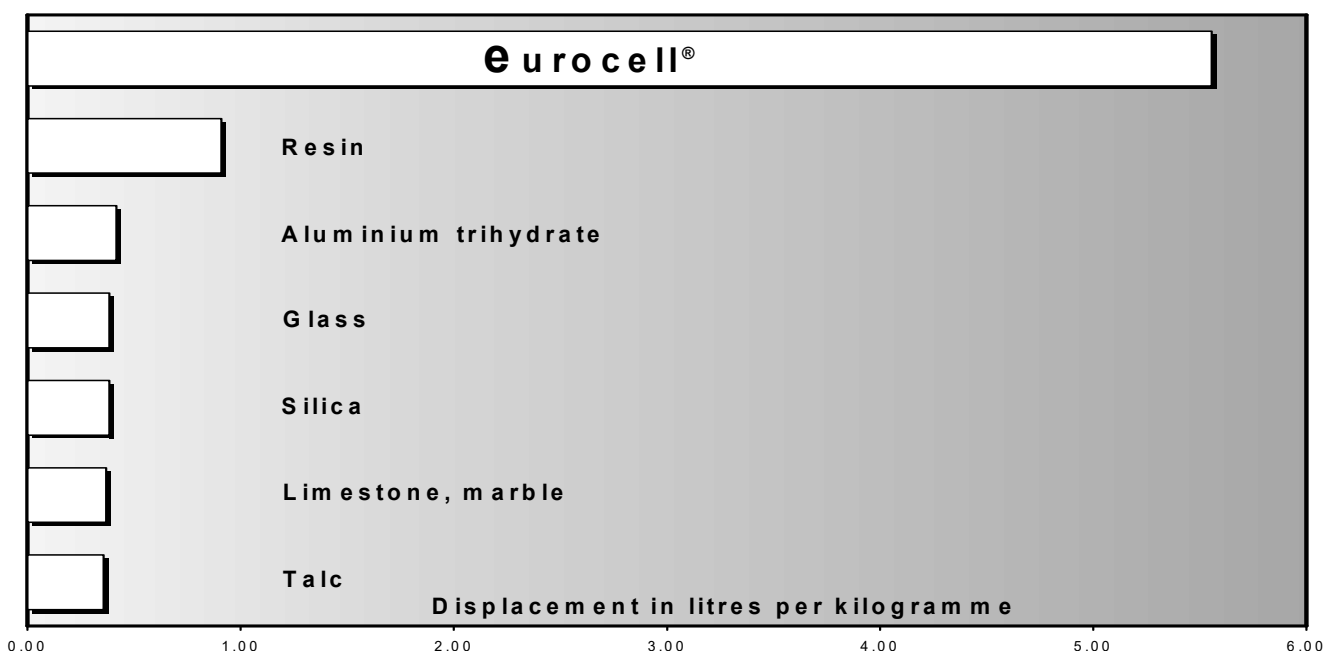 eurocell®
Resin
Aluminium trihydrate
Glass
Silica
Limestone, marble
Talc
Displacement in litres per kilogramme
0.00 1.00 2.00 3.00 4.00 5.00 6.00